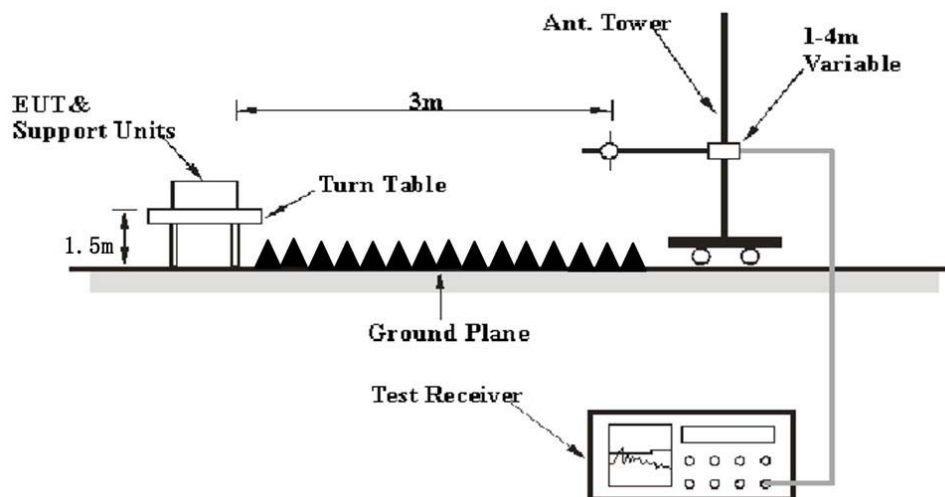 Ant. Tower
1-4m
Variable
EUT&
Support Units
3m
Turn Table
1.5m
Ground Plane
Test Receiver